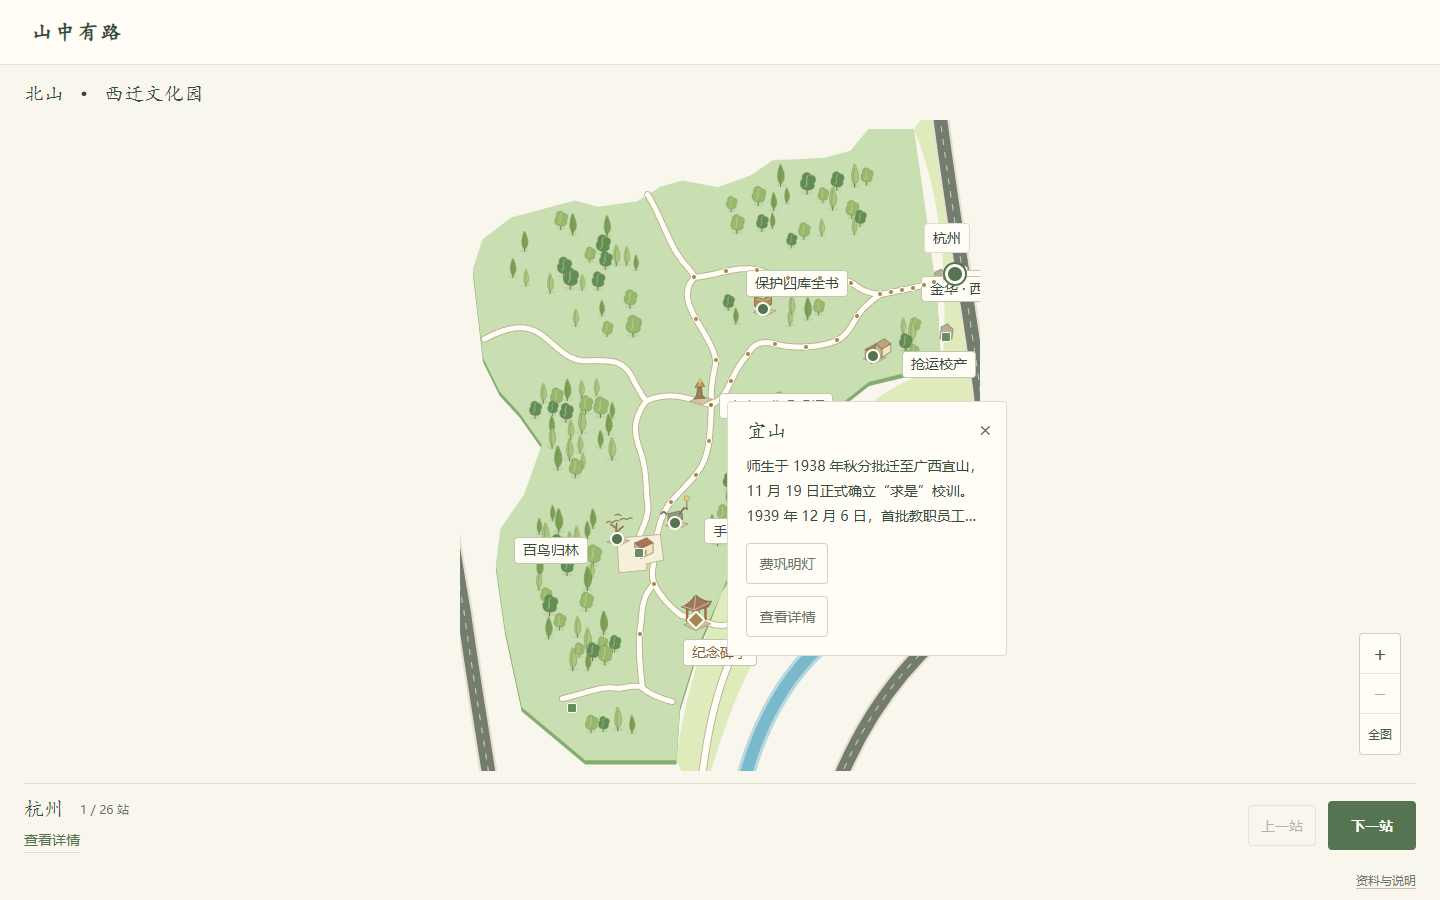 山中有路
北山 • 西迁文化园
杭州
保护四库全书
金华 · 西
抢运校产
宜山
×
师生于 1938 年秋分批迁至广西宜山，
11 月 19 日正式确立“求是”校训。
1939 年 12 月 6 日，首批教职员工...
手
百鸟归林
费巩明灯
查看详情
纪念碑
+
−
全图
杭州 1 / 26 站
查看详情
上一站
下一站
资料与说明